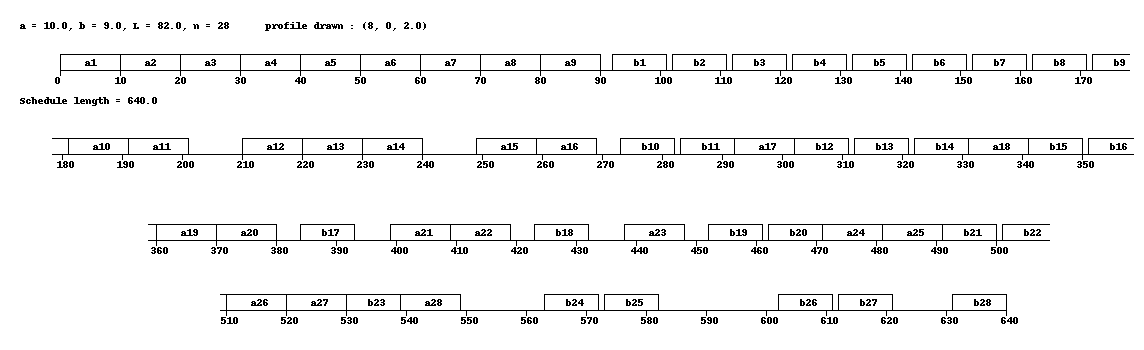 a = 10.0, b = 9.0, L = 82.0, n = 28 profile drawn : (8, 0, 2.0)
a1 a2 a3 a4 a5 a6 a7 a8 a9 b1 b2 b3 b4 b5 b6 b7 b8 b9
0 10 20 30 40 50 60 70 80 90 100 110 120 130 140 150 160 170
Schedule length = 640.0
a10 a11 a12 a13 a14 a15 a16 b10 b11 a17 b12 b13 b14 a18 b15 b16
180 190 200 210 220 230 240 250 260 270 280 290 300 310 320 330 340 350
a19 a20 b17 a21 a22 b18 a23 b19 b20 a24 a25 b21 b22
360 370 380 390 400 410 420 430 440 450 460 470 480 490 500
a26 a27 b23 a28 b24 b25 b26 b27 b28
510 520 530 540 550 560 570 580 590 600 610 620 630 640